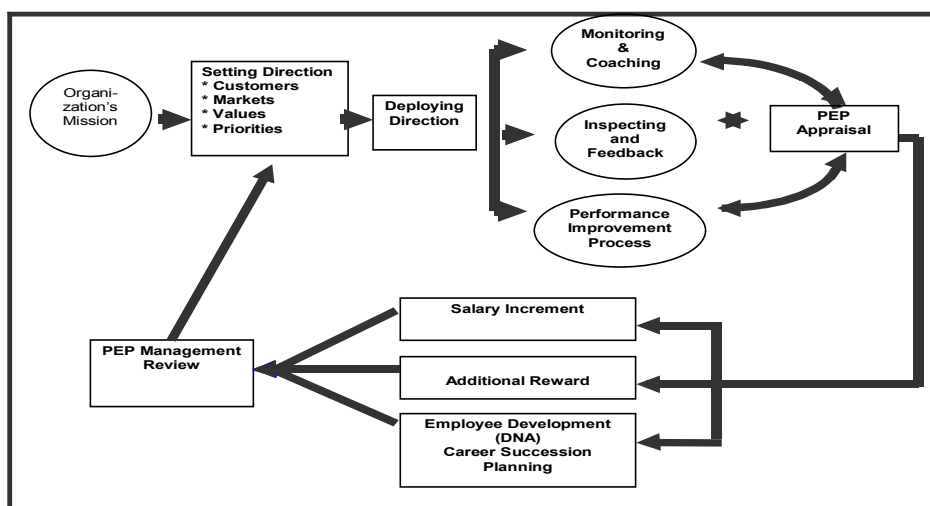 Organi-
zation's
Mission
Setting Direction
* Customers
* Markets
* Values
* Priorities
Deploying
Direction
Monitoring
&
Coaching
Inspecting
and
Feedback
Performance
Improvement
Process
PEP
Appraisal
Salary Increment
Additional Reward
Employee Development
(DNA)
Career Succession
Planning
PEP Management
Review